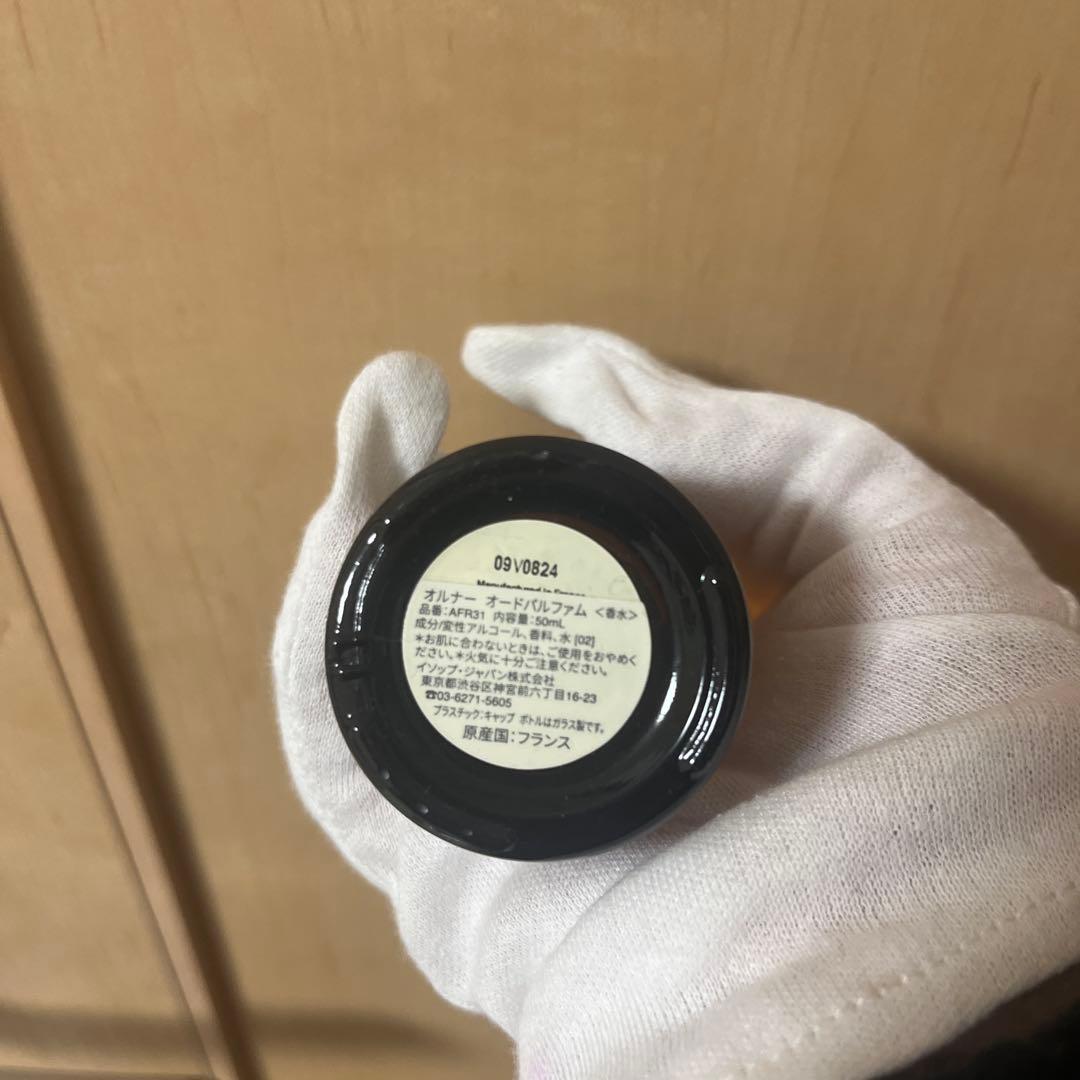 09V0824
Manufactured in France
オルナー オードパルファム <香水>
品番:AFR31 内容量:50mL
成分/変性アルコール、香料、水 [02]
*お肌に合わないときは、ご使用をおやめく
ださい。*火気に十分ご注意ください。
イソップ・ジャパン株式会社
東京都渋谷区神宮前六丁目16-23
☎03-6271-5605
プラスチック:キャップ ボトルはガラス製です。
原産国:フランス